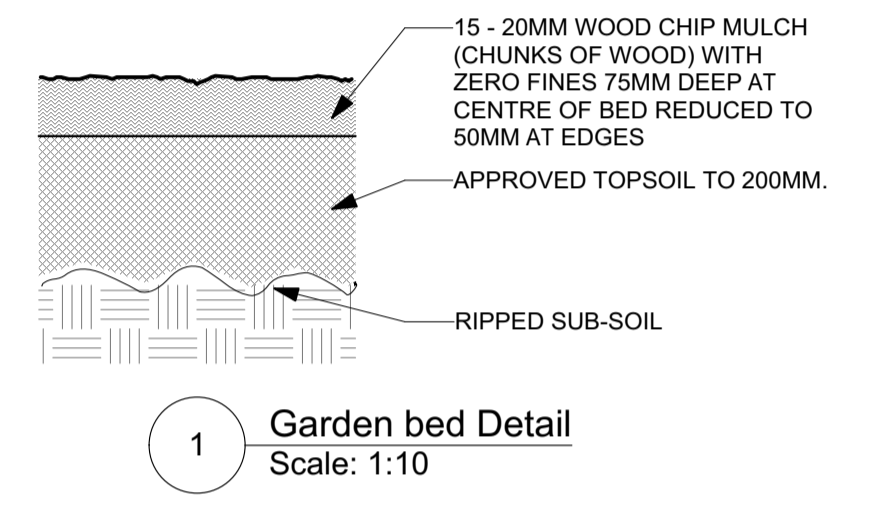 15 - 20MM WOOD CHIP MULCH
(CHUNKS OF WOOD) WITH
ZERO FINES 75MM DEEP AT
CENTRE OF BED REDUCED TO
50MM AT EDGES
APPROVED TOPSOIL TO 200MM.
RIPPED SUB-SOIL
1
Garden bed Detail
Scale: 1:10